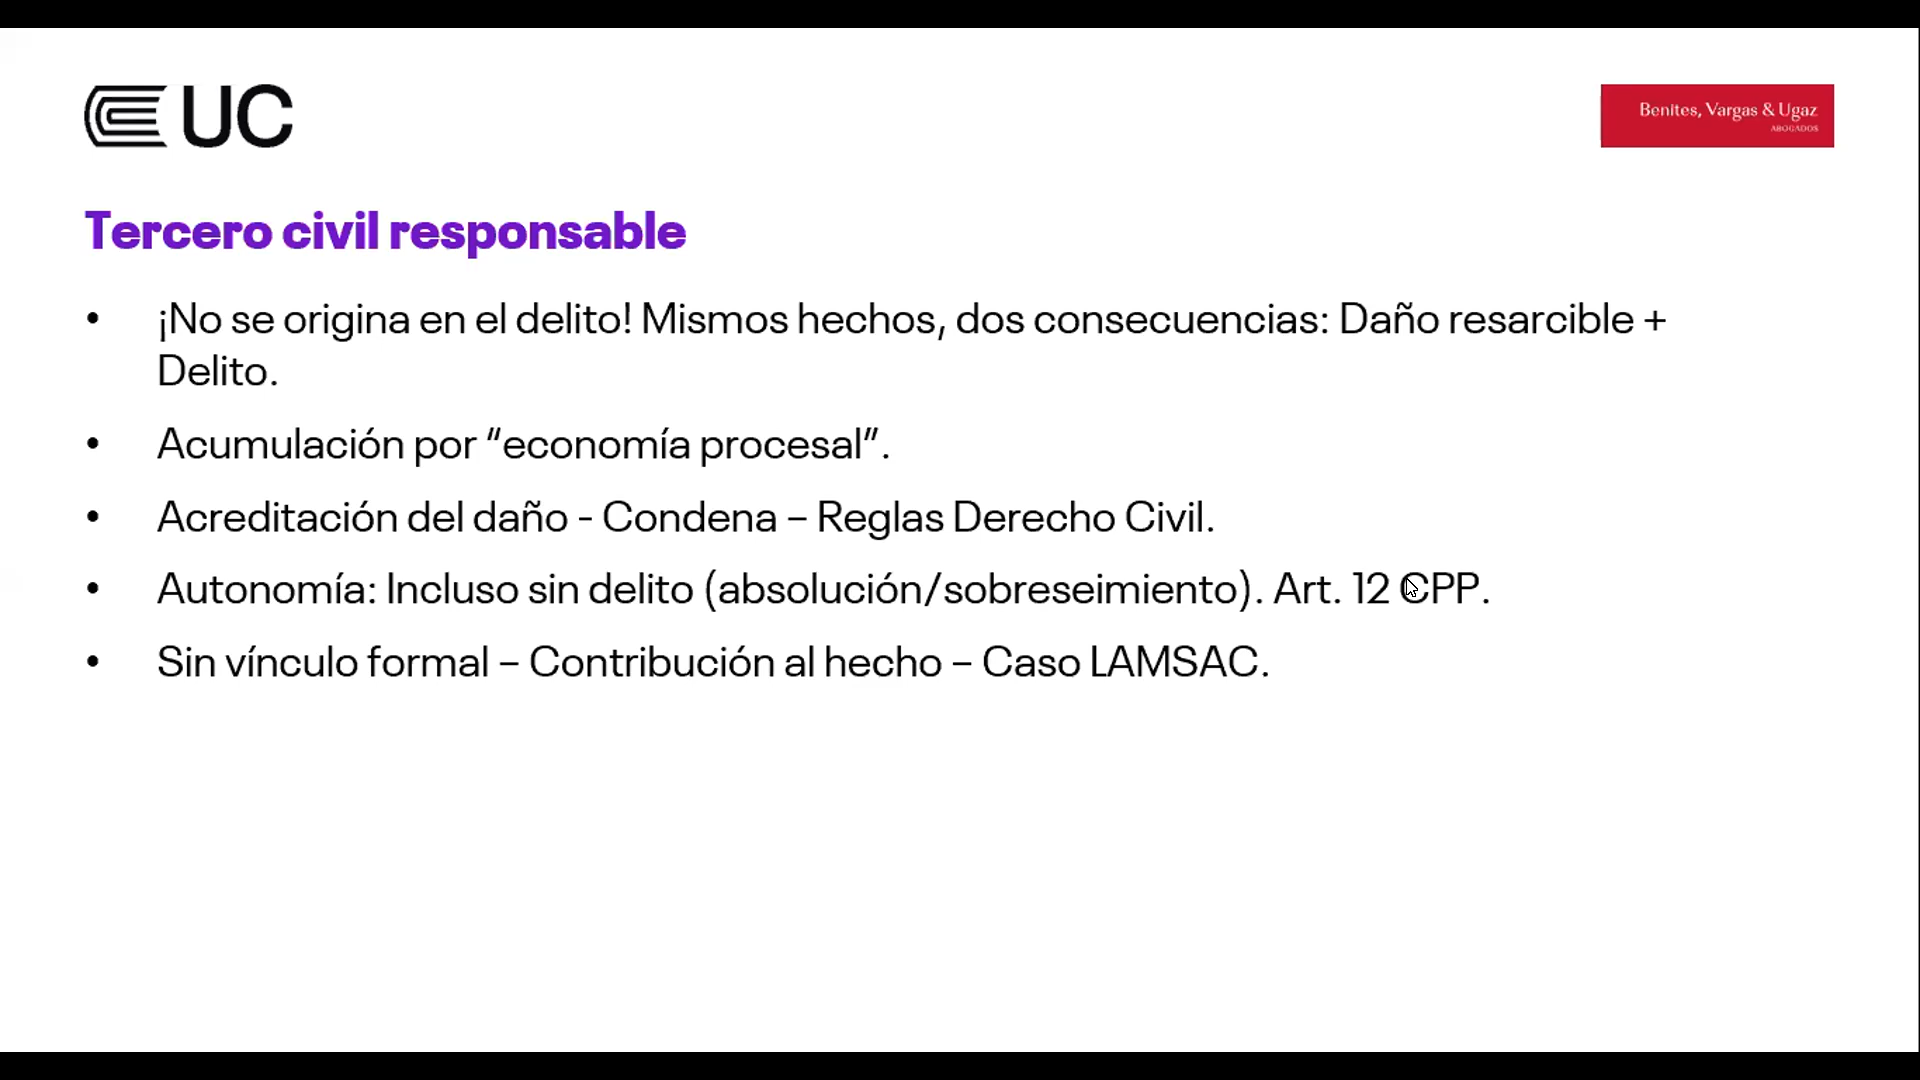 UC
Benites, Vargas & Ugaz
ABOGADOS
Tercero civil responsable
• ¡No se origina en el delito! Mismos hechos, dos consecuencias: Daño resarcible +
Delito.
• Acumulación por “economía procesal”.
• Acreditación del daño - Condena – Reglas Derecho Civil.
• Autonomía: Incluso sin delito (absolución/sobreseimiento). Art. 12 CPP.
• Sin vínculo formal – Contribución al hecho – Caso LAMSAC.